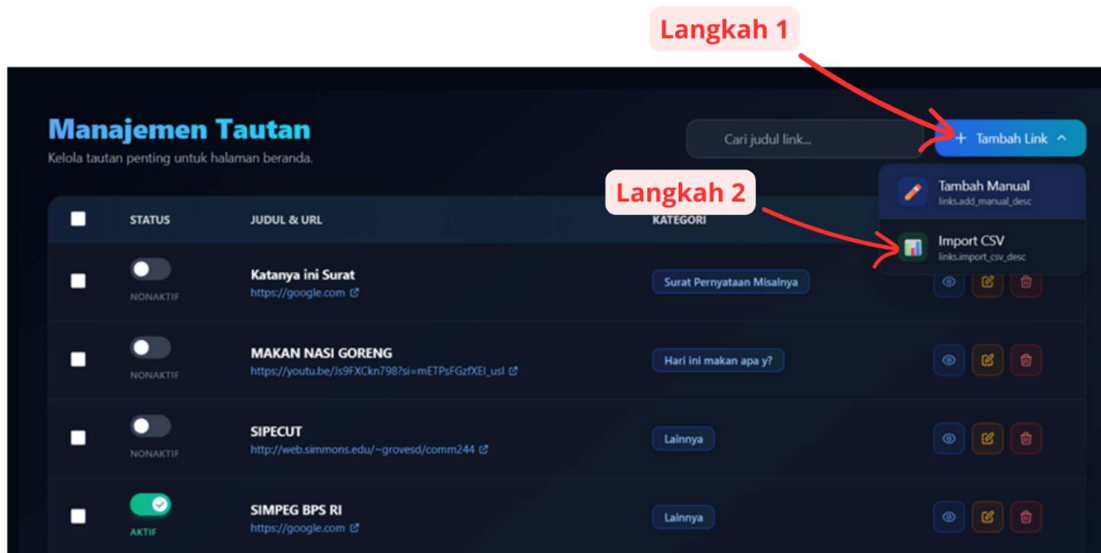 Langkah 1
Manajemen Tautan
Kelola tautan penting untuk halaman beranda.
Cari judul link...
+ Tambah Link
Tambah Manual
links.add_manual_desc
Langkah 2
Import CSV
links.import_csv_desc
STATUS
JUDUL & URL
KATEGORI
NONAKTIF
Katanya ini Surat
https://google.com
Surat Pernyataan Misalnya
NONAKTIF
MAKAN NASI GORENG
https://youtu.be/Js9FXCkn798?si=mETPsFGzfXEl_usI
Hari ini makan apa y?
NONAKTIF
SIPECUT
http://web.simmons.edu/~grovesd/comm244
Lainnya
AKTIF
SIMPEG BPS RI
https://google.com
Lainnya